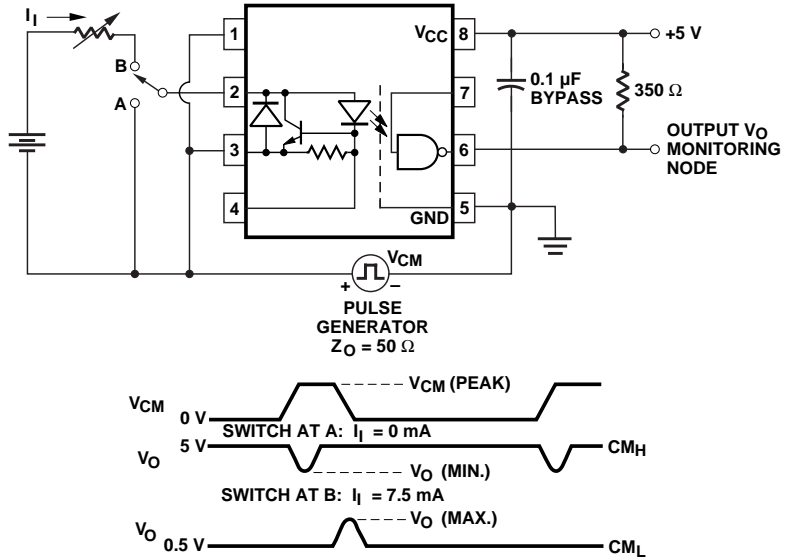 I_I
B
A
1
2
3
4
V_CC
8
7
6
GND
5
+5 V
0.1 µF
BYPASS
350 Ω
OUTPUT V_O
MONITORING
NODE
V_CM
+ –
PULSE
GENERATOR
Z_O = 50 Ω
V_CM
0 V
V_CM (PEAK)
SWITCH AT A: I_I = 0 mA
V_O
5 V
CM_H
V_O (MIN.)
SWITCH AT B: I_I = 7.5 mA
V_O
0.5 V
V_O (MAX.)
CM_L